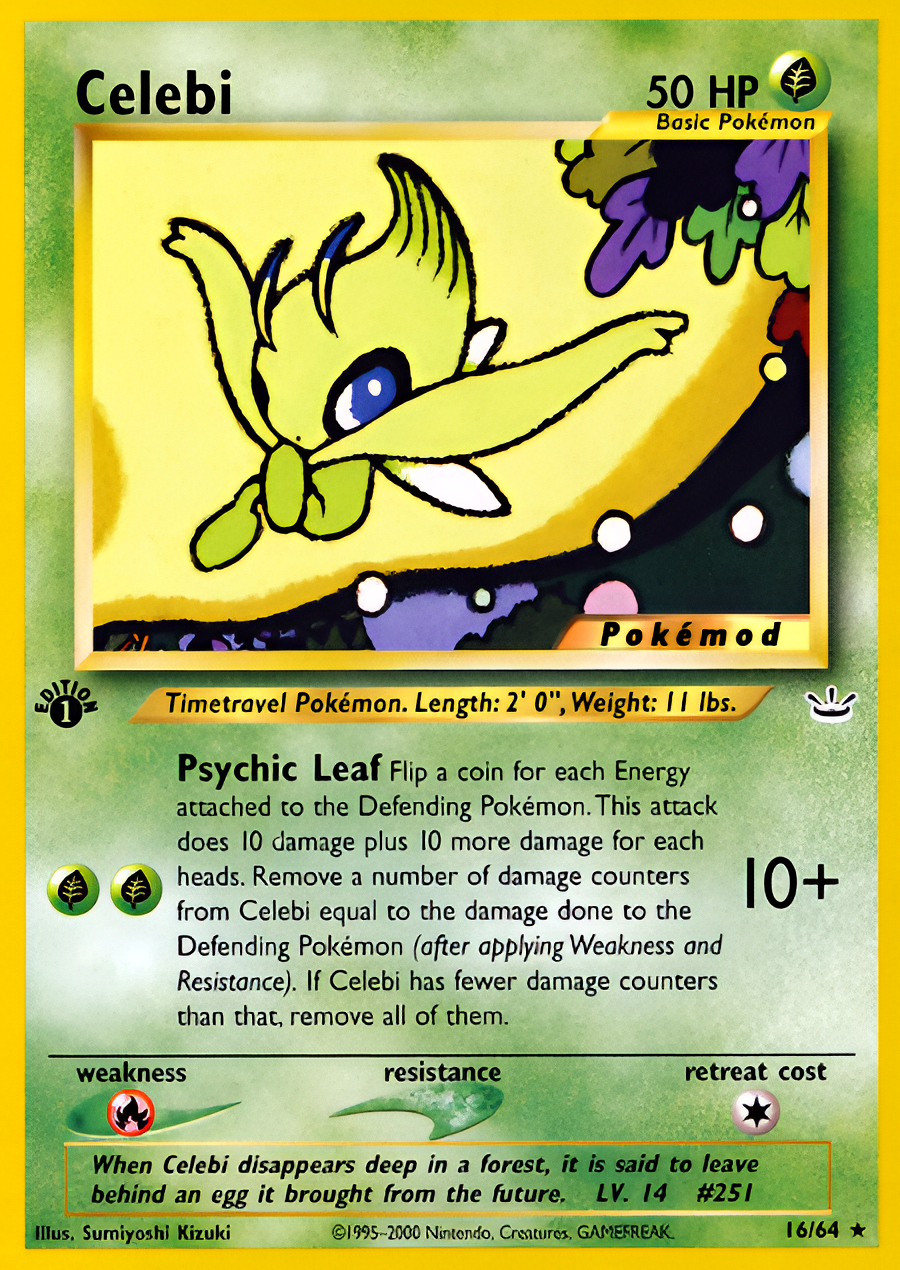 Celebi
50 HP
Basic Pokémon
Pokémod
EDITION
1
Timetravel Pokémon. Length: 2' 0", Weight: 11 lbs.
Psychic Leaf Flip a coin for each Energy
attached to the Defending Pokémon. This attack
does 10 damage plus 10 more damage for each
heads. Remove a number of damage counters
from Celebi equal to the damage done to the
Defending Pokémon (after applying Weakness and
Resistance). If Celebi has fewer damage counters
than that, remove all of them.
10+
weakness resistance retreat cost
When Celebi disappears deep in a forest, it is said to leave
behind an egg it brought from the future. LV. 14 #251
Illus. Sumiyoshi Kizuki ©1995-2000 Nintendo, Creatures, GAMEFREAK. 16/64 ★